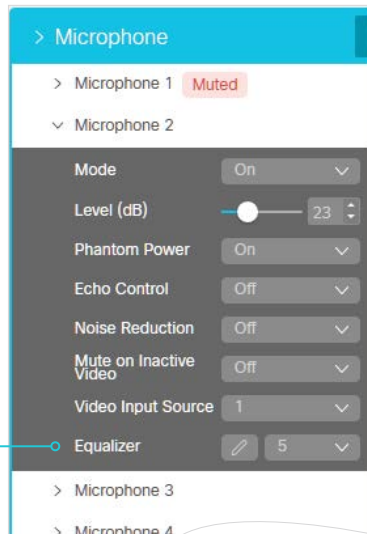 Microphone
Microphone 1 Muted
Microphone 2
Mode On
Level (dB) 23
Phantom Power On
Echo Control Off
Noise Reduction Off
Mute on Inactive
Video Off
Video Input Source 1
Equalizer 5
Microphone 3
Microphone 4